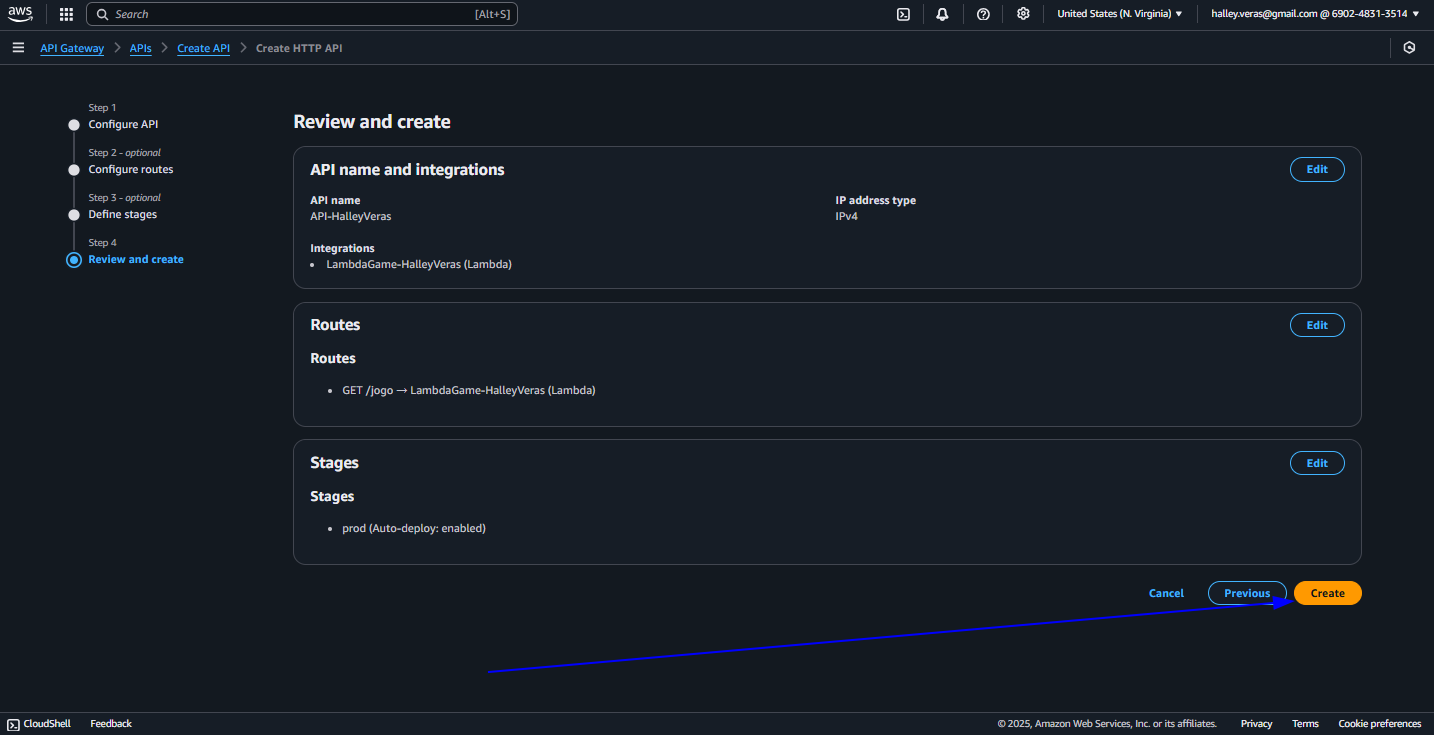 aws
Search [Alt+S]
United States (N. Virginia) ▼
halley.veras@gmail.com @ 6902-4831-3514 ▼
API Gateway > APIs > Create API > Create HTTP API
Step 1
Configure API
Step 2 - optional
Configure routes
Step 3 - optional
Define stages
Step 4
Review and create
Review and create
API name and integrations
Edit
API name
API-HalleyVeras
IP address type
IPv4
Integrations
• LambdaGame-HalleyVeras (Lambda)
Routes
Edit
Routes
• GET /jogo → LambdaGame-HalleyVeras (Lambda)
Stages
Edit
Stages
• prod (Auto-deploy: enabled)
Cancel
Previous
Create
CloudShell Feedback
© 2025, Amazon Web Services, Inc. or its affiliates. Privacy Terms Cookie preferences